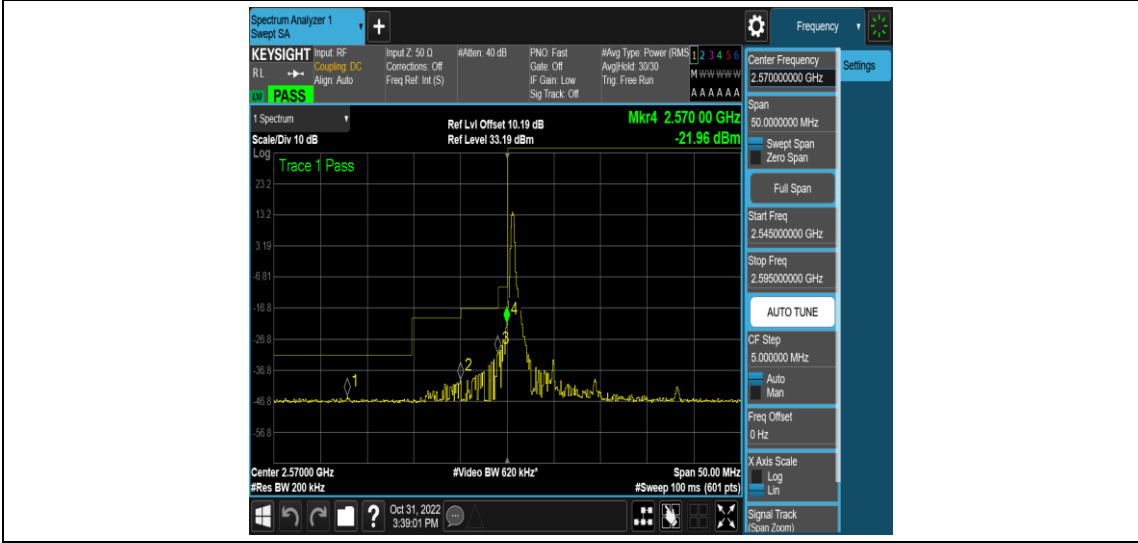 Spectrum Analyzer 1
Swept SA
+
Frequency
KEYSIGHT
RL
PASS
Input: RF
Coupling: DC
Align: Auto
Input Z: 50 Ω
Corrections: Off
Freq Ref: Int (S)
#Atten: 40 dB
PNO: Fast
Gate: Off
IF Gain: Low
Sig Track: Off
#Avg Type: Power (RMS
Avg|Hold: 30/30
Trig: Free Run
1 2 3 4 5 6
M W W W W W
A A A A A A
1 Spectrum
Scale/Div 10 dB
Ref Lvl Offset 10.19 dB
Ref Level 33.19 dBm
Mkr4 2.570 00 GHz
-21.96 dBm
Log
Trace 1 Pass
23.2
13.2
3.19
-6.81
-16.8
-26.8
-36.8
-46.8
-56.8
1
2
3
4
Center 2.57000 GHz
#Res BW 200 kHz
#Video BW 620 kHz*
Span 50.00 MHz
#Sweep 100 ms (601 pts)
Center Frequency
2.570000000 GHz
Settings
Span
50.0000000 MHz
Swept Span
Zero Span
Full Span
Start Freq
2.545000000 GHz
Stop Freq
2.595000000 GHz
AUTO TUNE
CF Step
5.000000 MHz
Auto
Man
Freq Offset
0 Hz
X Axis Scale
Log
Lin
Signal Track
(Span Zoom)
?
Oct 31, 2022
3:39:01 PM